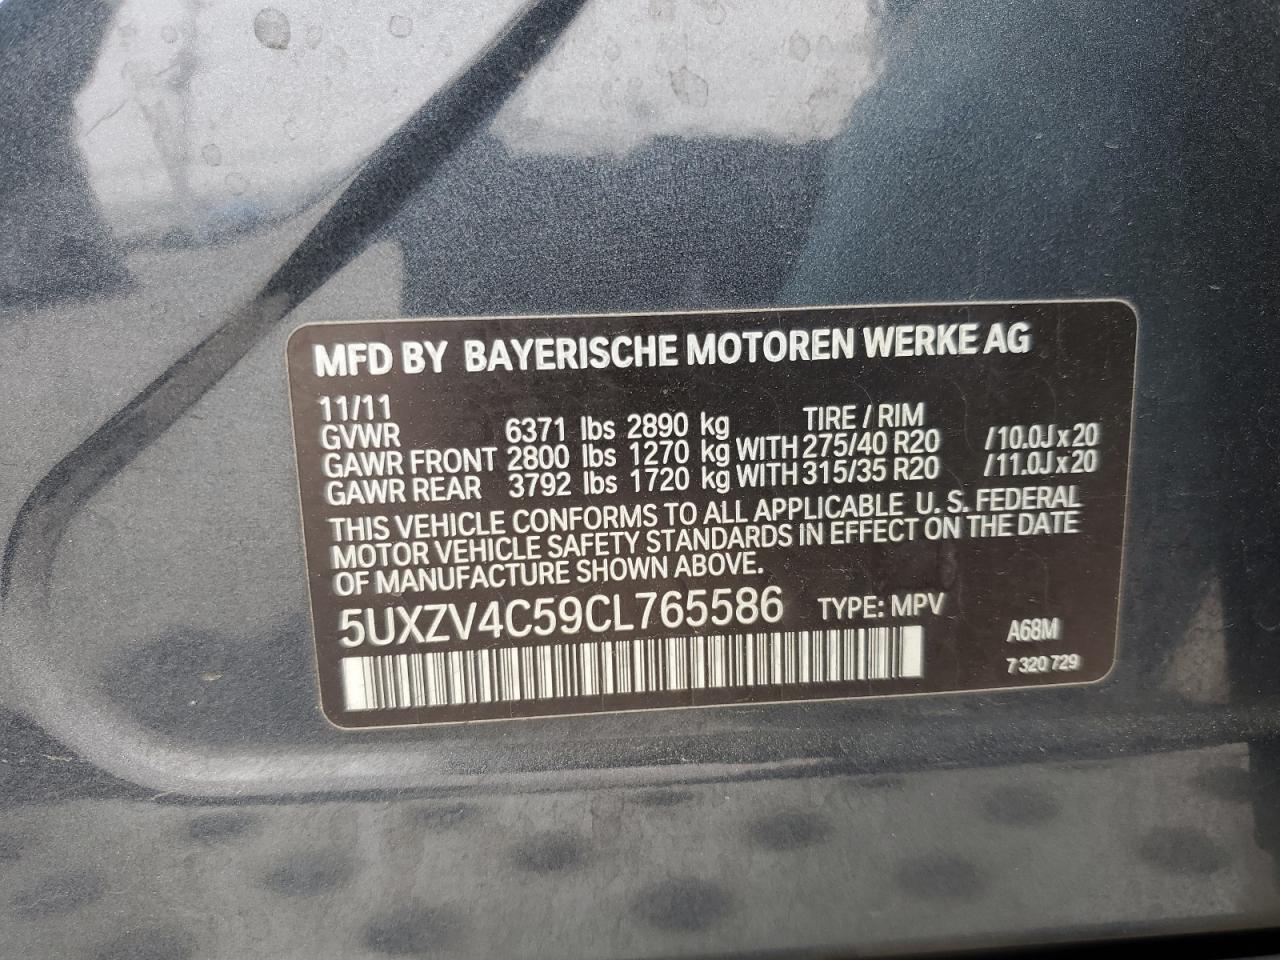 MFD BY BAYERISCHE MOTOREN WERKE AG
11/11
GVWR 6371 lbs 2890 kg TIRE / RIM
GAWR FRONT 2800 lbs 1270 kg WITH 275/40 R20 /10.0J x 20
GAWR REAR 3792 lbs 1720 kg WITH 315/35 R20 /11.0J x 20
THIS VEHICLE CONFORMS TO ALL APPLICABLE U. S. FEDERAL
MOTOR VEHICLE SAFETY STANDARDS IN EFFECT ON THE DATE
OF MANUFACTURE SHOWN ABOVE.
5UXZV4C59CL765586 TYPE: MPV
A68M
7 320 729